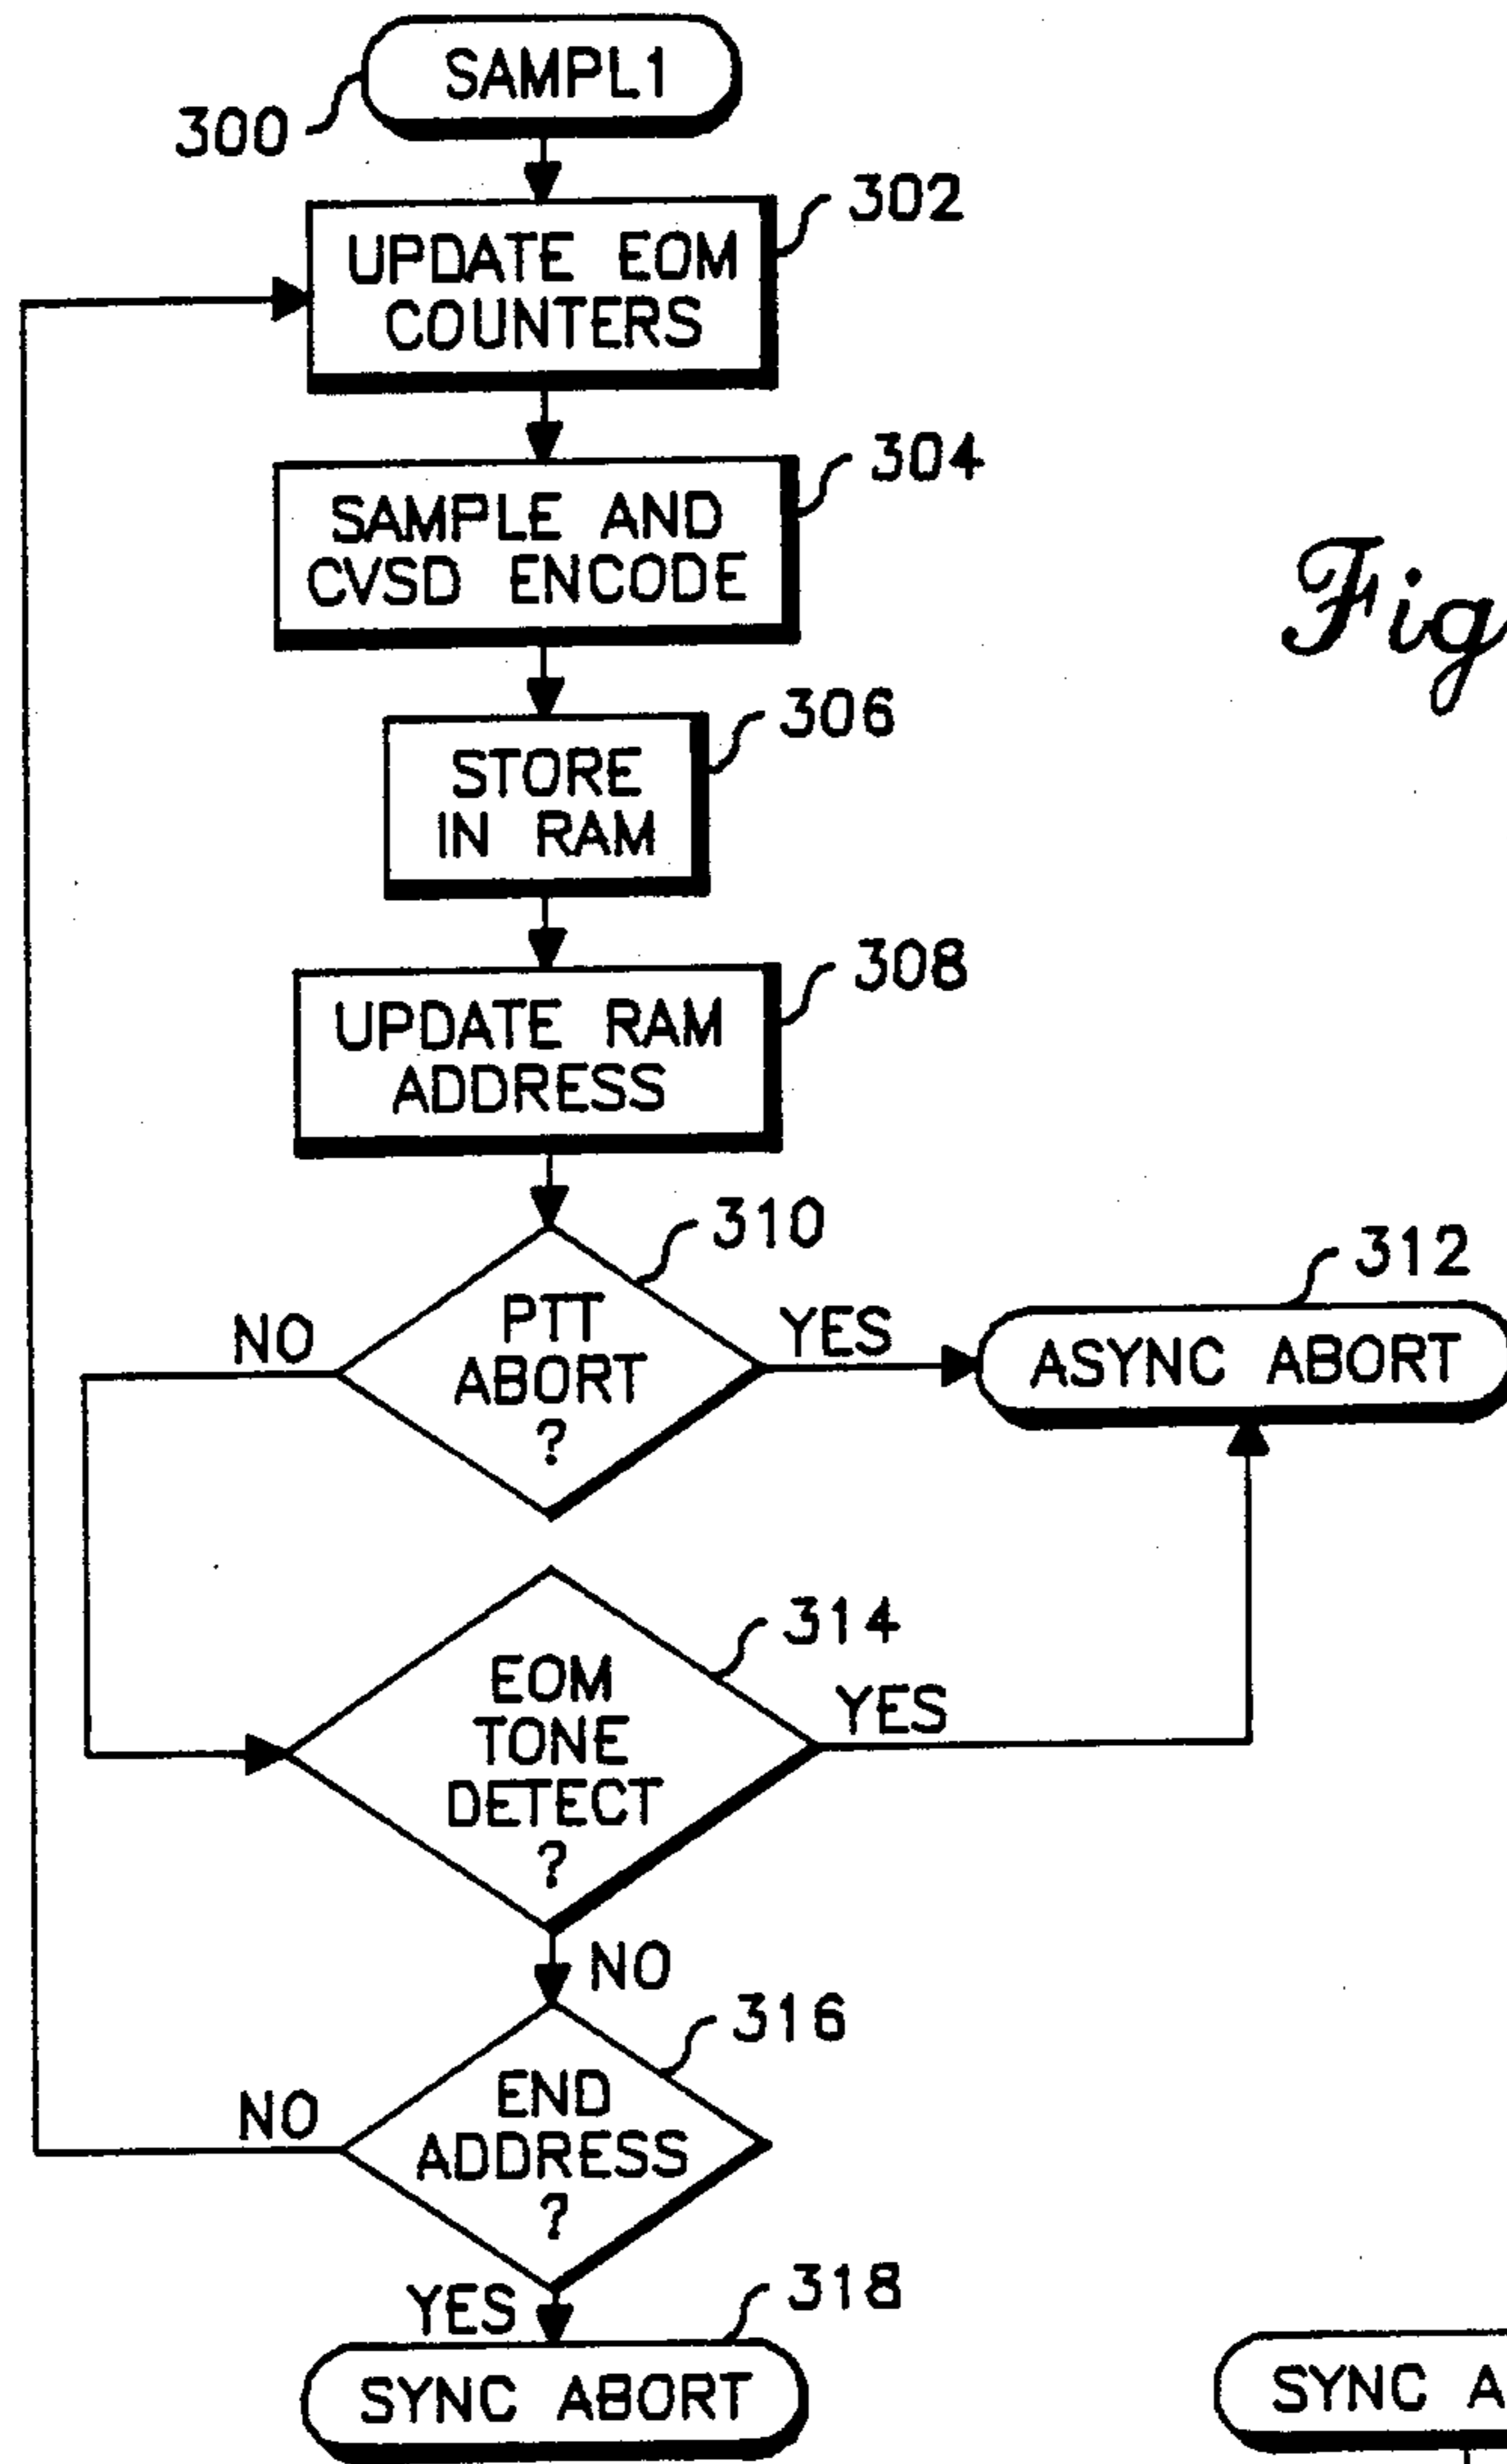 SAMPL1
300
302
UPDATE EOM
COUNTERS
304
SAMPLE AND
CVSD ENCODE
Fig
306
STORE
IN RAM
308
UPDATE RAM
ADDRESS
310
312
NO
PTT
ABORT
?
YES
ASYNC ABORT
314
EOM
TONE
DETECT
?
YES
NO
316
NO
END
ADDRESS
?
YES
318
SYNC ABORT
SYNC A